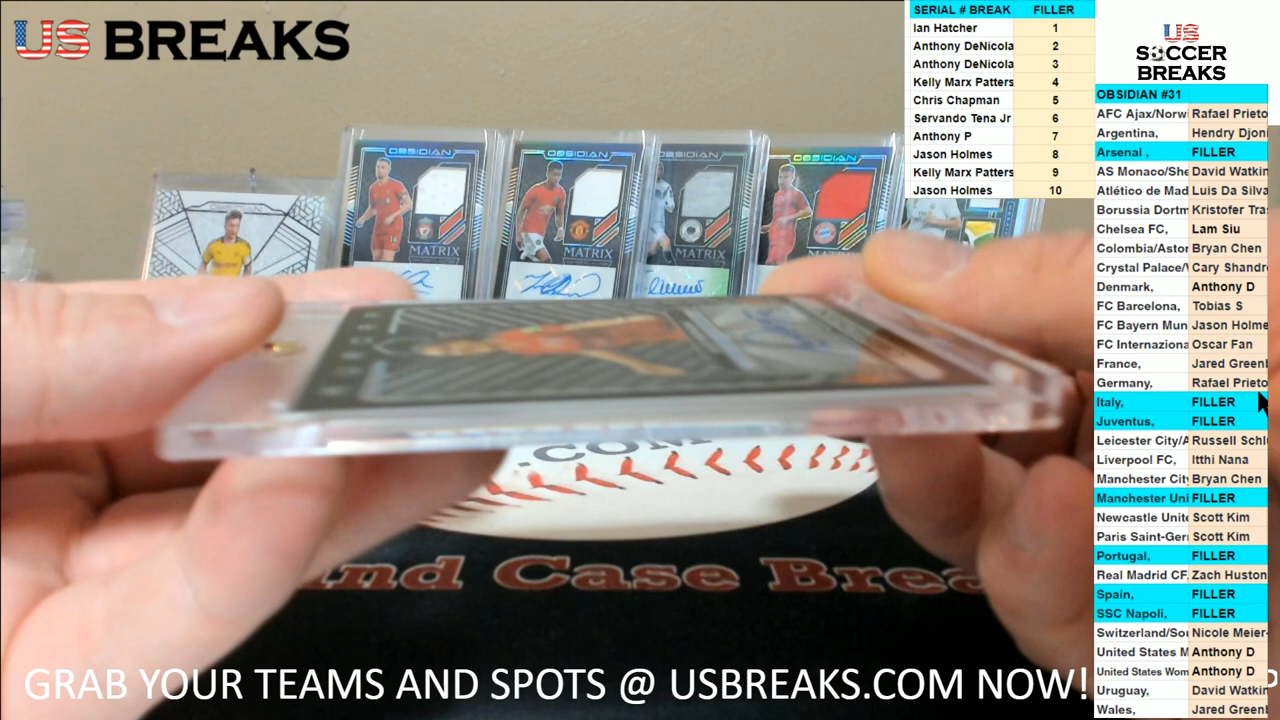 US BREAKS
SERIAL # BREAK FILLER
Ian Hatcher 1
Anthony DeNicola 2
Anthony DeNicola 3
Kelly Marx Patters 4
Chris Chapman 5
Servando Tena Jr 6
Anthony P 7
Jason Holmes 8
Kelly Marx Patters 9
Jason Holmes 10
US
SOCCER
BREAKS
OBSIDIAN #31
AFC Ajax/Norwi Rafael Prieto
Argentina, Hendry Djoni
Arsenal , FILLER
AS Monaco/She David Watkin
Atlético de Mad Luis Da Silva
Borussia Dortm Kristofer Tra
Chelsea FC, Lam Siu
Colombia/Astor Bryan Chen
Crystal Palace/ Cary Shandr
Denmark, Anthony D
FC Barcelona, Tobias S
FC Bayern Mun Jason Holme
FC Internaziona Oscar Fan
France, Jared Green
Germany, Rafael Prieto
Italy, FILLER
Juventus, FILLER
Leicester City/A Russell Schl
Liverpool FC, Itthi Nana
Manchester City Bryan Chen
Manchester Uni FILLER
Newcastle Unite Scott Kim
Paris Saint-Ger Scott Kim
Portugal, FILLER
Real Madrid CF, Zach Huston
Spain, FILLER
SSC Napoli, FILLER
Switzerland/Sou Nicole Meier-
United States M Anthony D
United States Wom Anthony D
Uruguay, David Watkin
Wales, Jared Green
OBSIDIAN
OBSIDIAN
OBSIDIAN
OBSIDIAN
MATRIX
MATRIX
MATRIX
MATRIX
.COM
and Case Brea
GRAB YOUR TEAMS AND SPOTS @ USBREAKS.COM NOW!